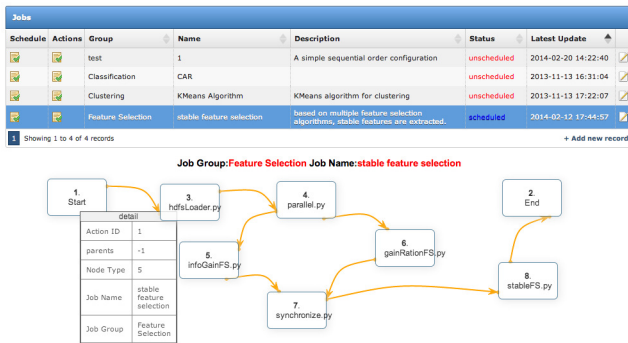 Jobs
Schedule Actions Group Name Description Status Latest Update
test 1 A simple sequential order configuration unscheduled 2014-02-20 14:22:40
Classification CAR unscheduled 2013-11-13 16:31:04
Clustering KMeans Algorithm KMeans algorithm for clustering unscheduled 2013-11-13 17:22:07
Feature Selection stable feature selection based on multiple feature selection algorithms, stable features are extracted. scheduled 2014-02-12 17:44:57
1 Showing 1 to 4 of 4 records + Add new record
Job Group:Feature Selection Job Name:stable feature selection
1.
Start
3.
hdfsLoader.py
4.
parallel.py
2.
End
detail
Action ID 1
parents -1
Node Type 5
Job Name stable feature selection
Job Group Feature Selection
5.
infoGainFS.py
6.
gainRationFS.py
7.
synchronize.py
8.
stableFS.py